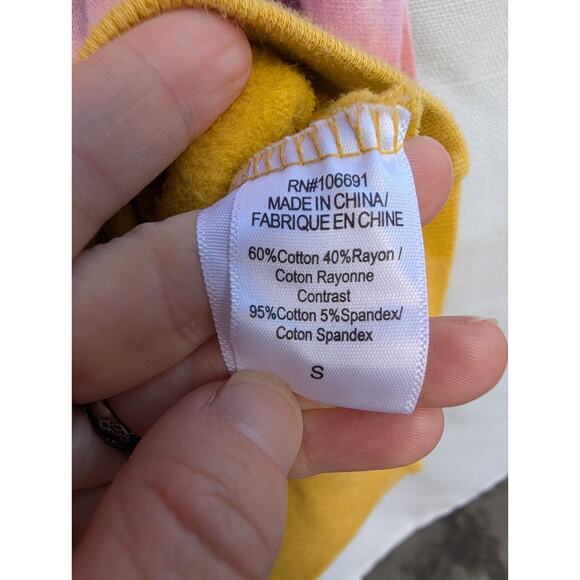 RN#106691
MADE IN CHINA/
FABRIQUE EN CHINE
60%Cotton 40%Rayon /
Coton Rayonne
Contrast
95%Cotton 5%Spandex/
Coton Spandex
S